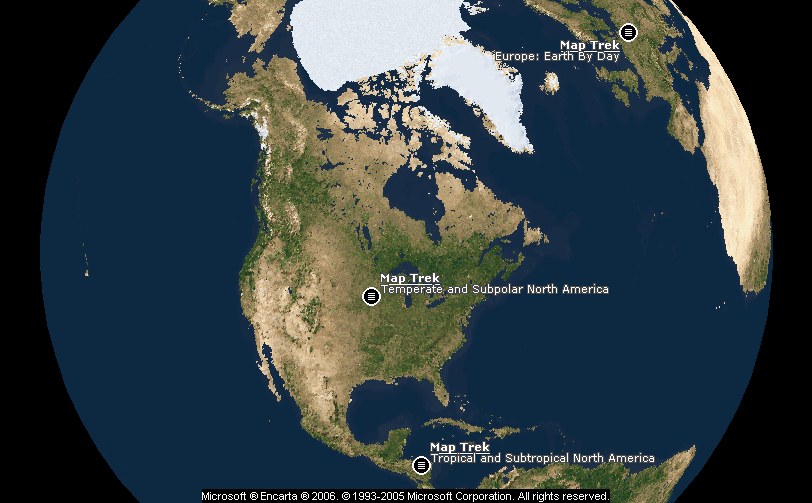 Map Trek
Europe: Earth By Day
Map Trek
Temperate and Subpolar North America
Map Trek
Tropical and Subtropical North America
Microsoft ® Encarta ® 2006. © 1993-2005 Microsoft Corporation. All rights reserved.